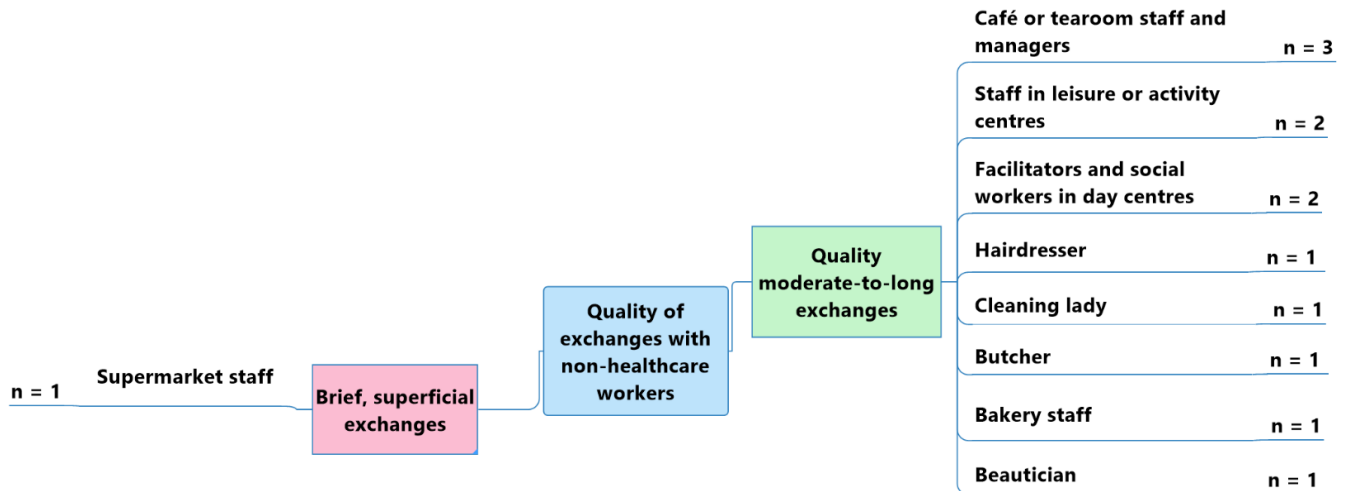 Café or tearoom staff and
managers n = 3
Staff in leisure or activity
centres n = 2
Facilitators and social
workers in day centres n = 2
Hairdresser n = 1
Cleaning lady n = 1
Butcher n = 1
Bakery staff n = 1
Beautician n = 1
Quality
moderate-to-long
exchanges
Quality of
exchanges with
non-healthcare
workers
Brief, superficial
exchanges
Supermarket staff
n = 1